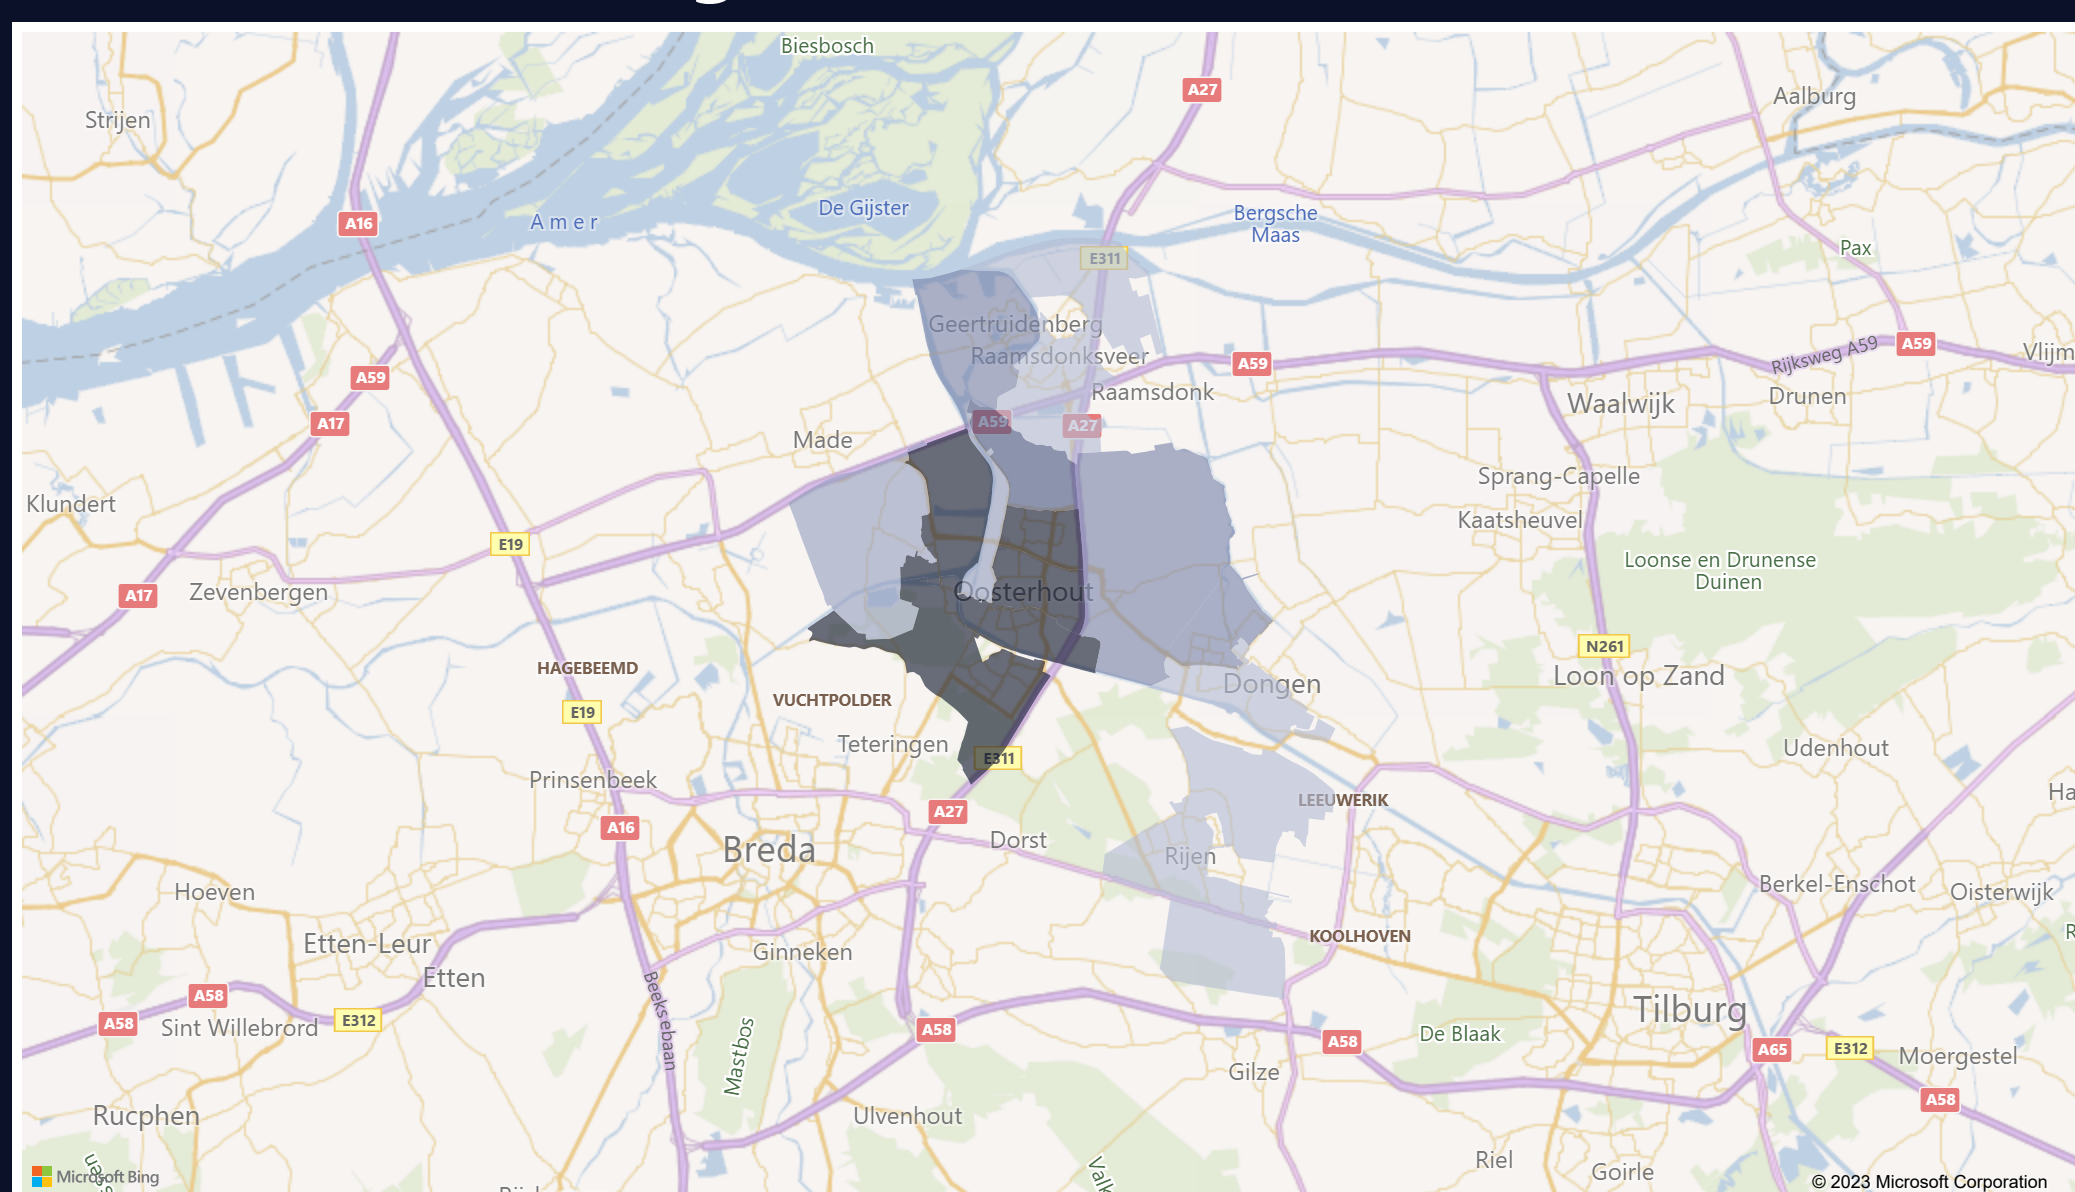 Biesbosch
A27
Aalburg
Strijen
De Gijster
Bergsche
Maas
A16
Amer
Pax
E311
Geertruidenberg
Raamsdonksveer
A59
A59
Rijksweg A59
Vlijm
A59
Raamsdonk
Waalwijk
Drunen
A17
A59
A27
Made
Sprang-Capelle
Klundert
Kaatsheuvel
E19
Loonse en Drunense
Duinen
A17
Zevenbergen
Oosterhout
N261
HAGEBEEMD
Dongen
Loon op Zand
VUCHTPOLDER
E19
Teteringen
E311
Udenhout
Prinsenbeek
Ha
LEEUWERIK
A27
A16
Breda
Dorst
Rijen
Hoeven
Berkel-Enschot
Oisterwijk
Etten-Leur
KOOLHOVEN
R
Ginneken
Etten
A58
Beeksebaan
Tilburg
A58
Sint Willebrord
E312
Mastbos
A58
A58
De Blaak
A65
E312
Moergestel
Gilze
A58
Rucphen
Ulvenhout
Riel
Goirle
Valk
Microsoft Bing
© 2023 Microsoft Corporation